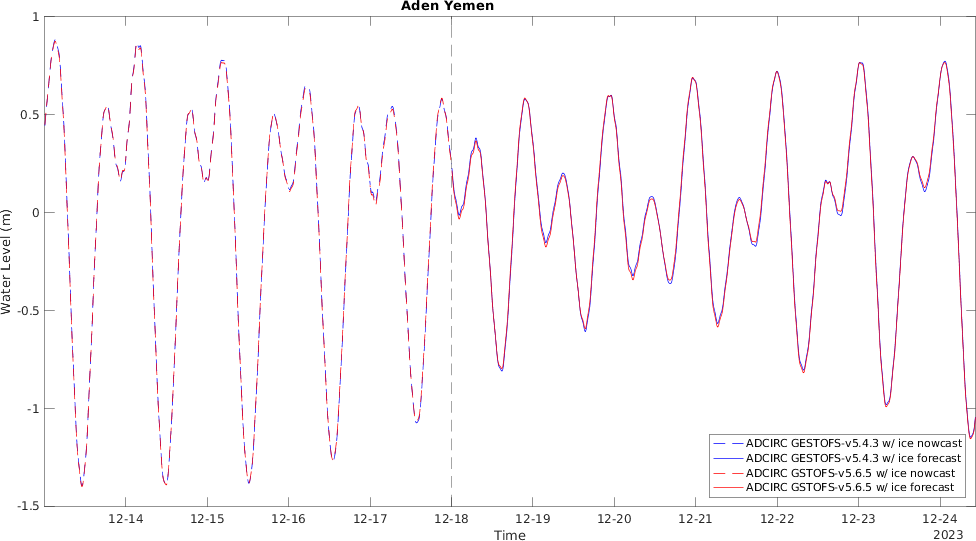 Aden Yemen
1
0.5
0
-0.5
-1
-1.5
Water Level (m)
12-14 12-15 12-16 12-17 12-18 12-19 12-20 12-21 12-22 12-23 12-24
Time
2023
ADCIRC GESTOFS-v5.4.3 w/ ice nowcast
ADCIRC GESTOFS-v5.4.3 w/ ice forecast
ADCIRC GSTOFS-v5.6.5 w/ ice nowcast
ADCIRC GSTOFS-v5.6.5 w/ ice forecast